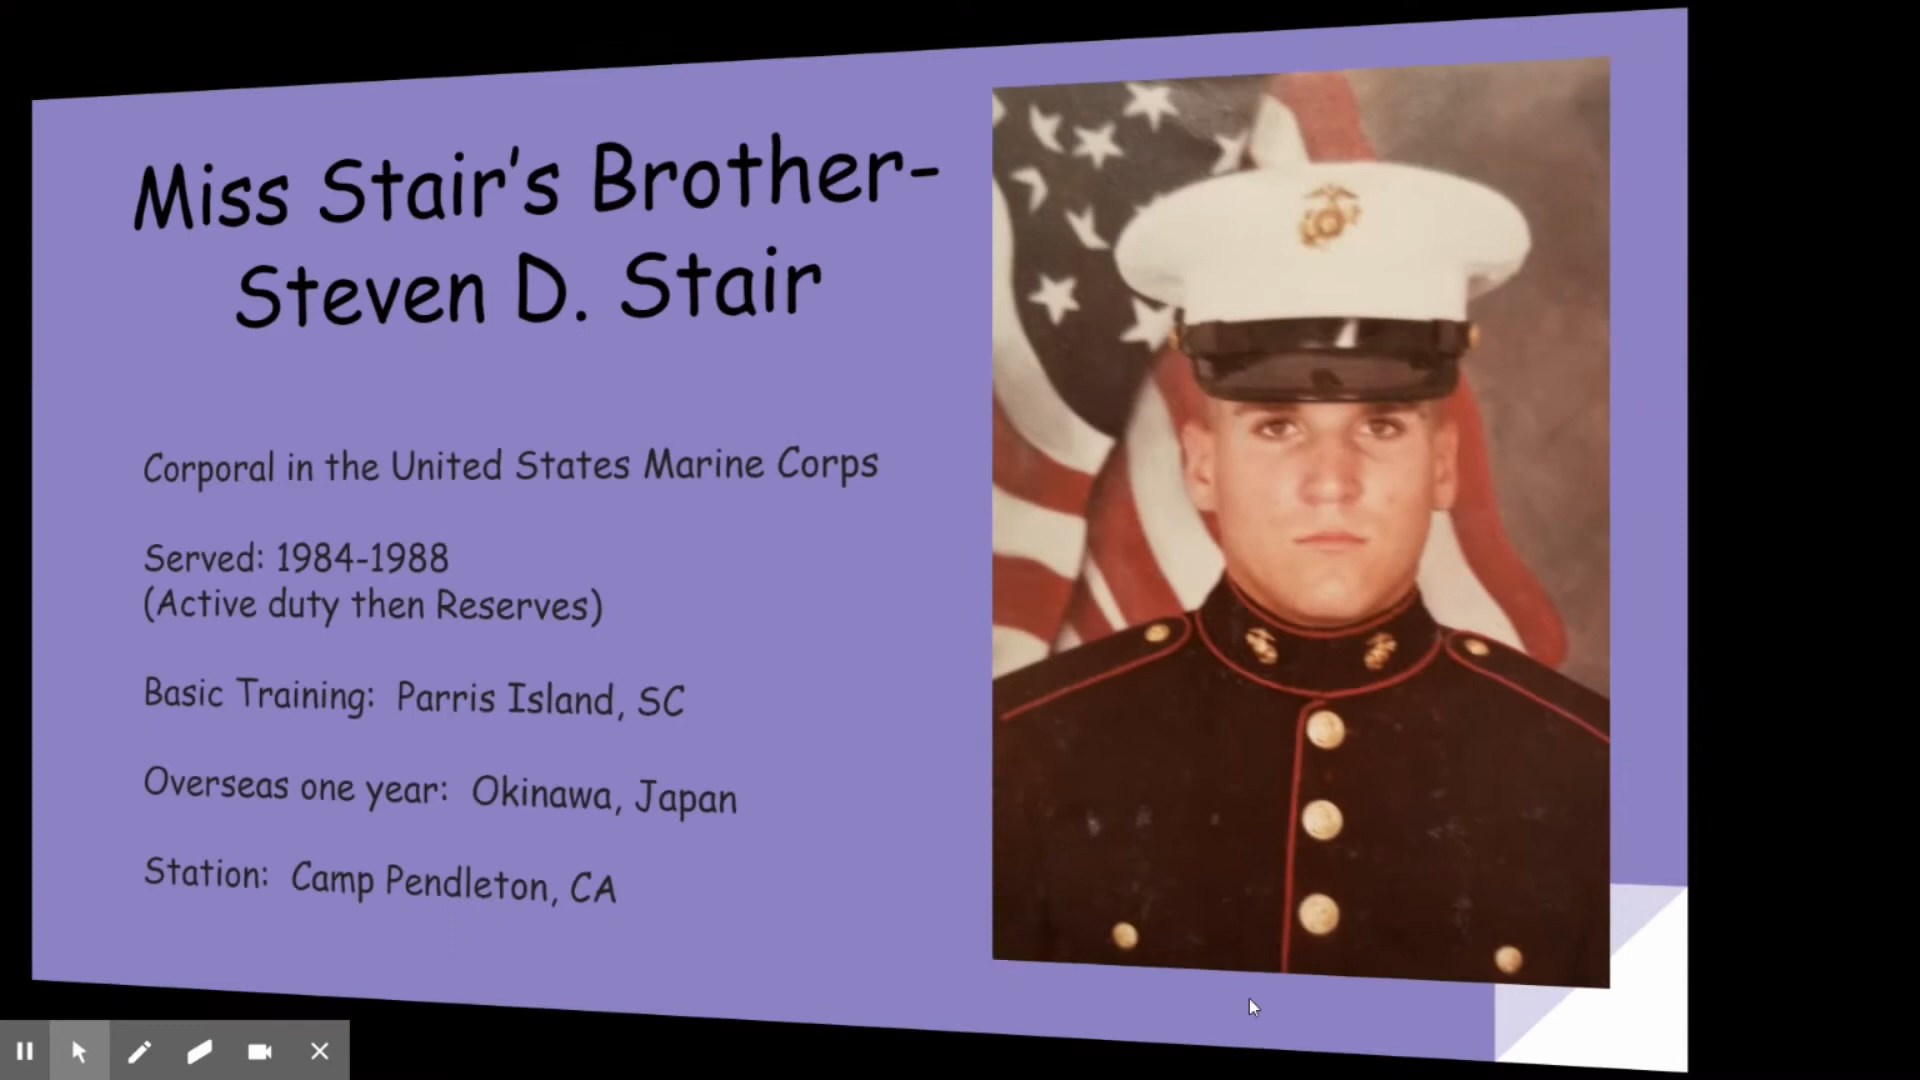 Miss Stair's Brother-
Steven D. Stair
Corporal in the United States Marine Corps
Served: 1984-1988
(Active duty then Reserves)
Basic Training: Parris Island, SC
Overseas one year: Okinawa, Japan
Station: Camp Pendleton, CA